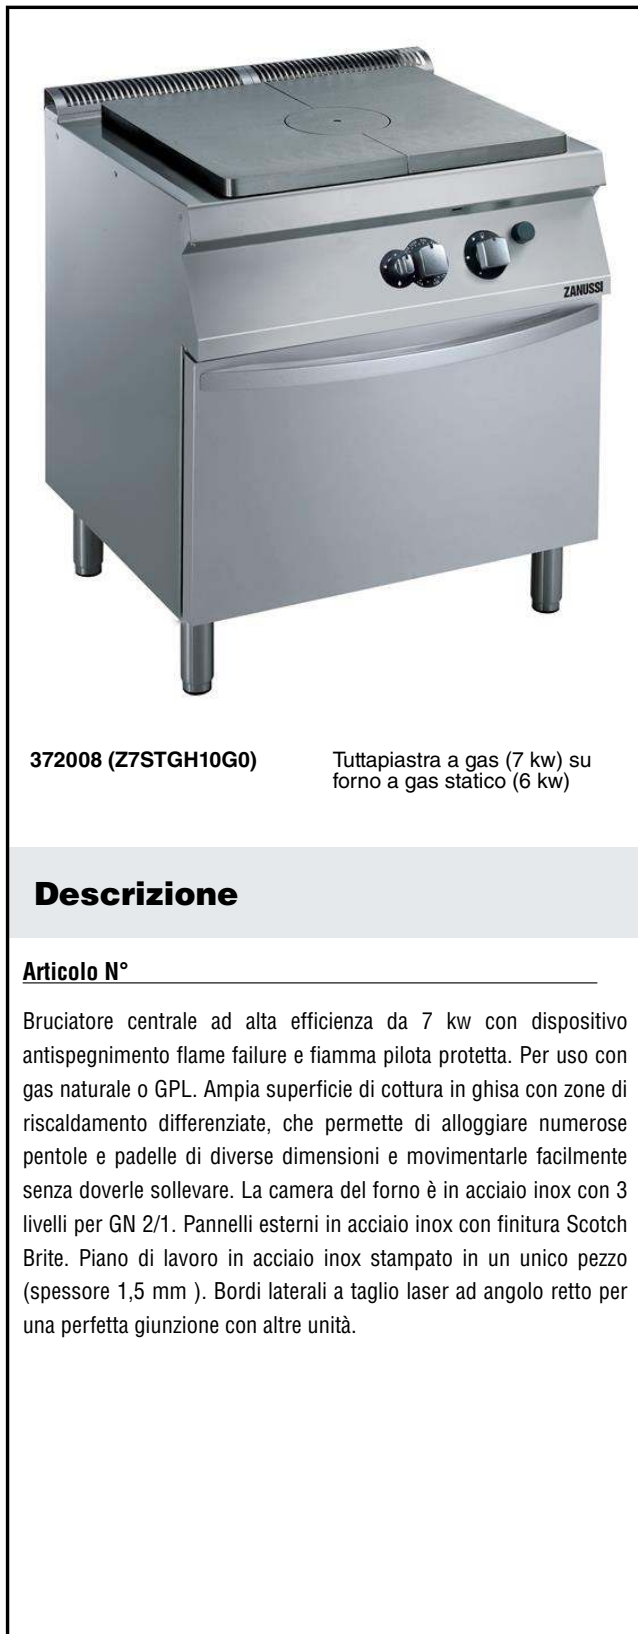 ZANUSSI
372008 (Z7STGH10G0)
Tuttapiastra a gas (7 kw) su
forno a gas statico (6 kw)
Descrizione
Articolo N°
Bruciatore centrale ad alta efficienza da 7 kw con dispositivo
antispegnimento flame failure e fiamma pilota protetta. Per uso con
gas naturale o GPL. Ampia superficie di cottura in ghisa con zone di
riscaldamento differenziate, che permette di alloggiare numerose
pentole e padelle di diverse dimensioni e movimentarle facilmente
senza doverle sollevare. La camera del forno è in acciaio inox con 3
livelli per GN 2/1. Pannelli esterni in acciaio inox con finitura Scotch
Brite. Piano di lavoro in acciaio inox stampato in un unico pezzo
(spessore 1,5 mm ). Bordi laterali a taglio laser ad angolo retto per
una perfetta giunzione con altre unità.